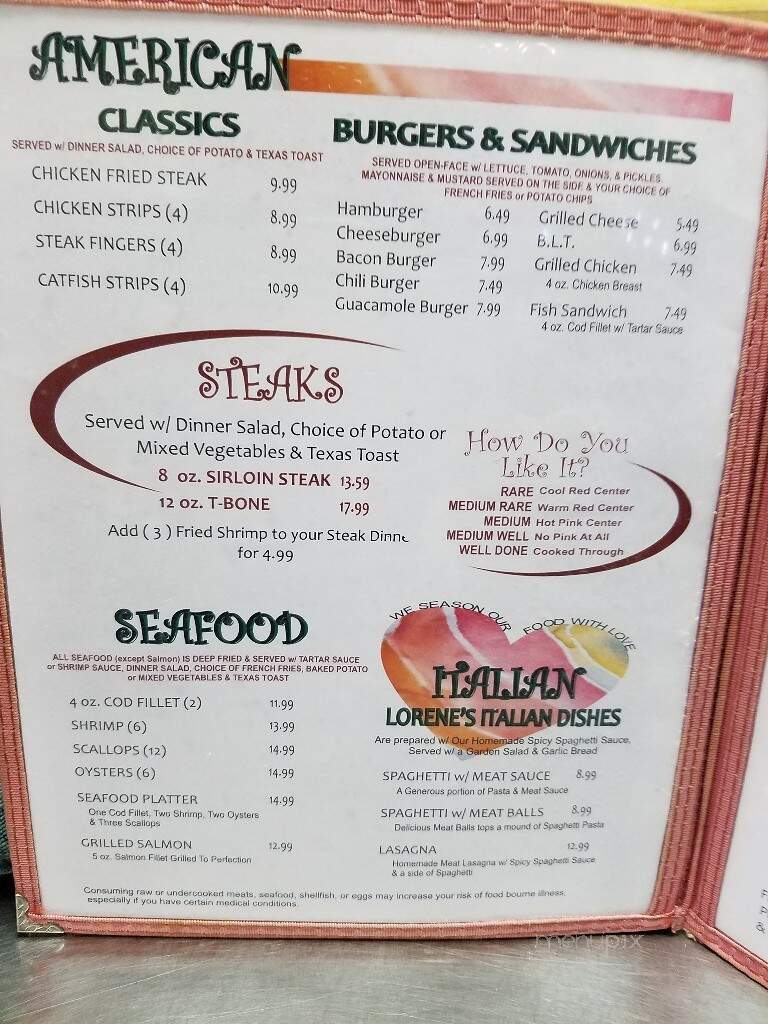 AMERICAN
CLASSICS
SERVED w/ DINNER SALAD, CHOICE OF POTATO & TEXAS TOAST
CHICKEN FRIED STEAK 9.99
CHICKEN STRIPS (4) 8.99
STEAK FINGERS (4) 8.99
CATFISH STRIPS (4) 10.99
BURGERS & SANDWICHES
SERVED OPEN-FACE w/ LETTUCE, TOMATO, ONIONS, & PICKLES
MAYONNAISE & MUSTARD SERVED ON THE SIDE & YOUR CHOICE OF
FRENCH FRIES or POTATO CHIPS
Hamburger 6.49
Cheeseburger 6.99
Bacon Burger 7.99
Chili Burger 7.49
Guacamole Burger 7.99
Grilled Cheese 5.49
B.L.T. 6.99
Grilled Chicken 7.49
4 oz. Chicken Breast
Fish Sandwich 7.49
4 oz. Cod Fillet w/ Tartar Sauce
STEAKS
Served w/ Dinner Salad, Choice of Potato or
Mixed Vegetables & Texas Toast
8 oz. SIRLOIN STEAK 13.59
12 oz. T-BONE 17.99
Add ( 3 ) Fried Shrimp to your Steak Dinne
for 4.99
How Do You
Like It?
RARE Cool Red Center
MEDIUM RARE Warm Red Center
MEDIUM Hot Pink Center
MEDIUM WELL No Pink At All
WELL DONE Cooked Through
SEAFOOD
ALL SEAFOOD (except Salmon) IS DEEP FRIED & SERVED w/ TARTAR SAUCE
or SHRIMP SAUCE, DINNER SALAD, CHOICE OF FRENCH FRIES, BAKED POTATO
or MIXED VEGETABLES & TEXAS TOAST
4 oz. COD FILLET (2) 11.99
SHRIMP (6) 13.99
SCALLOPS (12) 14.99
OYSTERS (6) 14.99
SEAFOOD PLATTER 14.99
One Cod Fillet, Two Shrimp, Two Oysters
& Three Scallops
GRILLED SALMON 12.99
5 oz. Salmon Fillet Grilled To Perfection
WE SEASON OUR FOOD WITH LOVE
ITALIAN
LORENE'S ITALIAN DISHES
Are prepared w/ Our Homemade Spicy Spaghetti Sauce,
Served w/ a Garden Salad & Garlic Bread
SPAGHETTI w/ MEAT SAUCE 8.99
A Generous portion of Pasta & Meat Sauce
SPAGHETTI w/ MEAT BALLS 8.99
Delicious Meat Balls tops a mound of Spaghetti Pasta
LASAGNA 12.99
Homemade Meat Lasagna w/ Spicy Spaghetti Sauce
& a side of Spaghetti
Consuming raw or undercooked meats, seafood, shellfish, or eggs may increase your risk of food bourne illness,
especially if you have certain medical conditions.
menupix